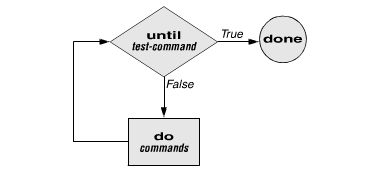 until
test-command
True
done
False
do
commands